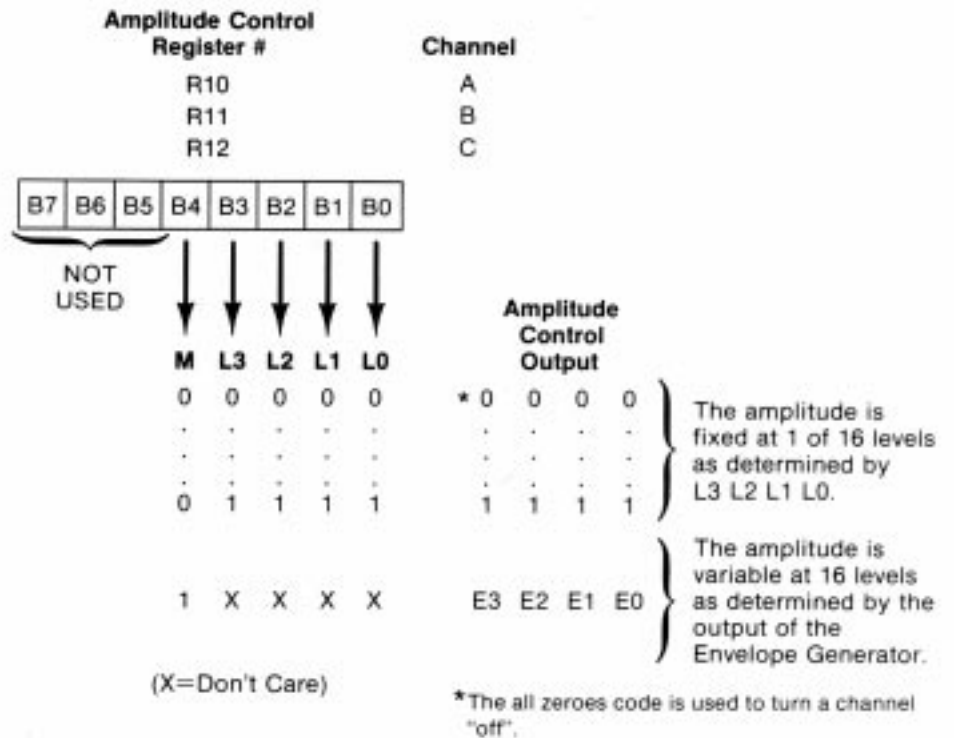 Amplitude Control
Register #
Channel
R10 A
R11 B
R12 C
B7 B6 B5 B4 B3 B2 B1 B0
NOT
USED
Amplitude
Control
Output
M L3 L2 L1 L0
0 0 0 0 0 * 0 0 0 0
. . . . . . . . .
. . . . . . . . .
. . . . . . . . .
0 1 1 1 1 1 1 1 1
The amplitude is
fixed at 1 of 16 levels
as determined by
L3 L2 L1 L0.
1 X X X X E3 E2 E1 E0
The amplitude is
variable at 16 levels
as determined by the
output of the
Envelope Generator.
(X=Don't Care)
*The all zeroes code is used to turn a channel
"off".